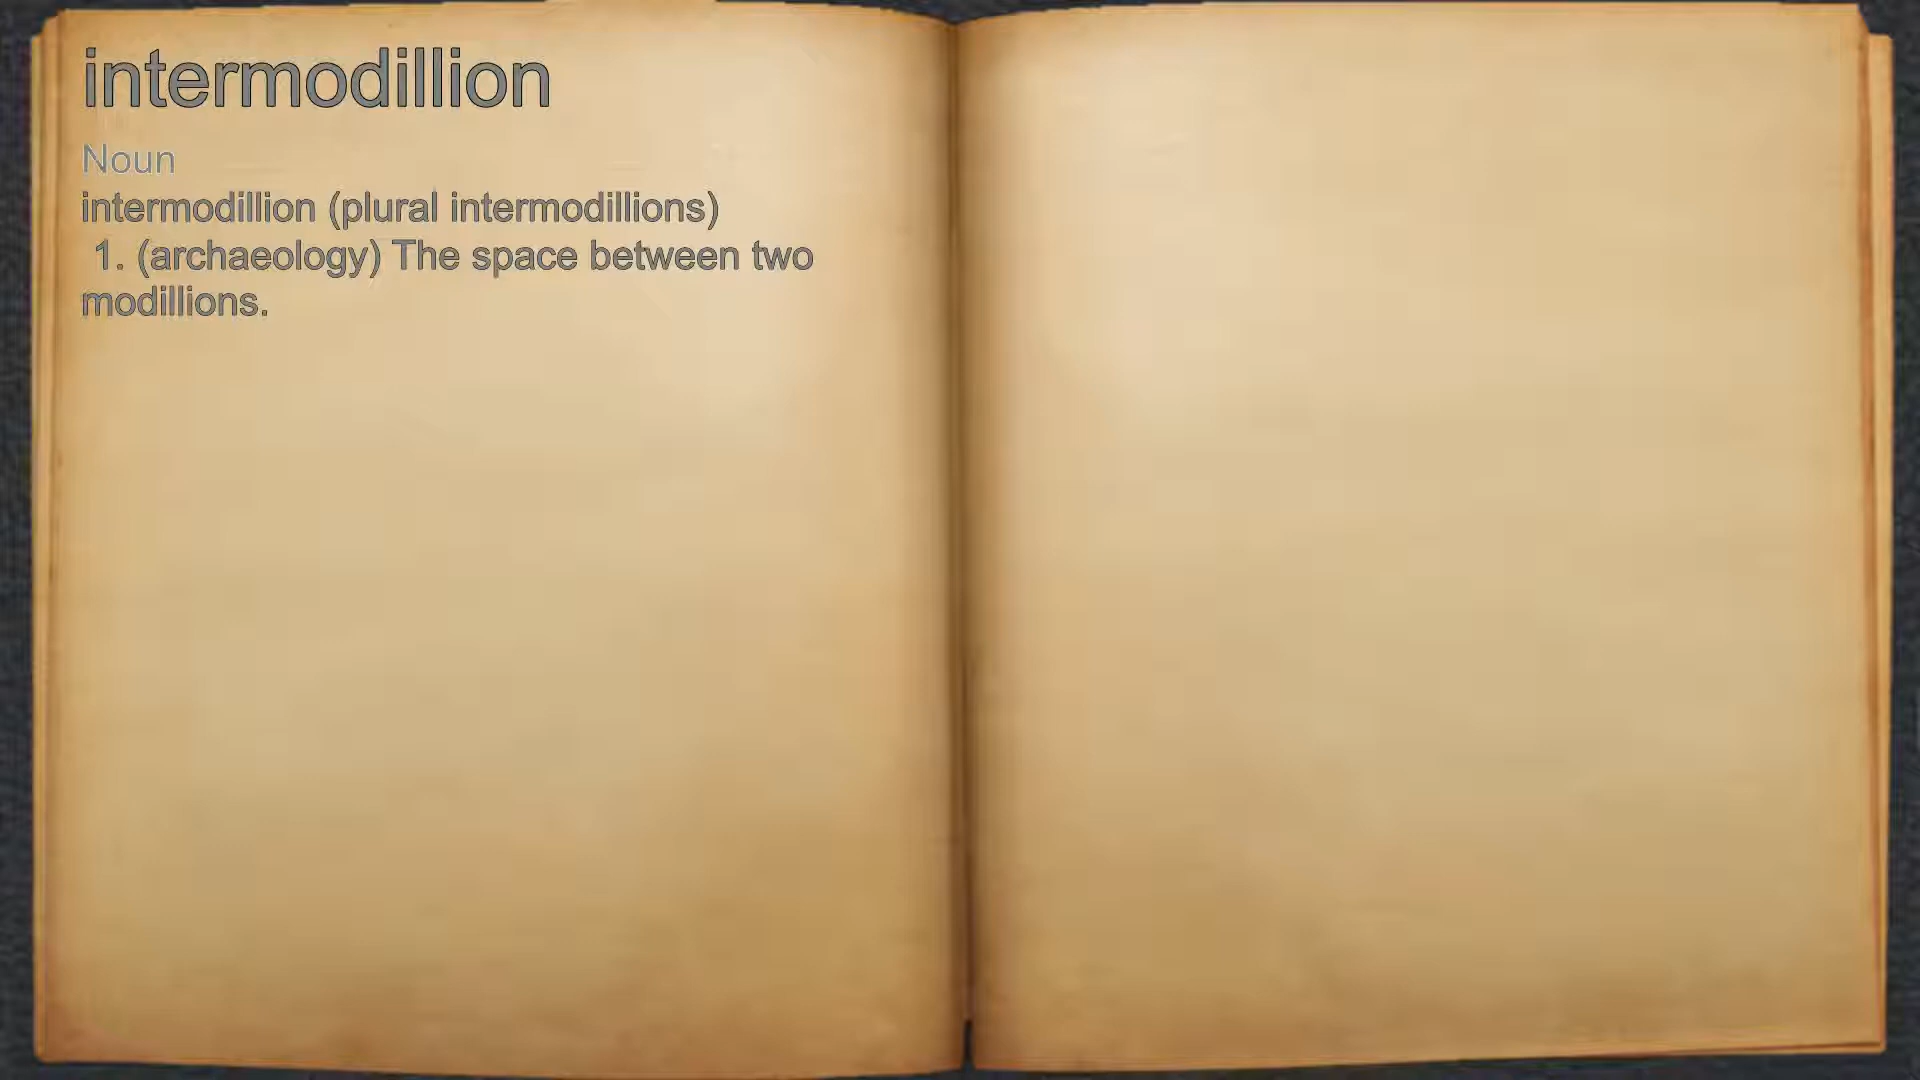 intermodillion
Noun
intermodillion (plural intermodillions)
1. (archaeology) The space between two
modillions.